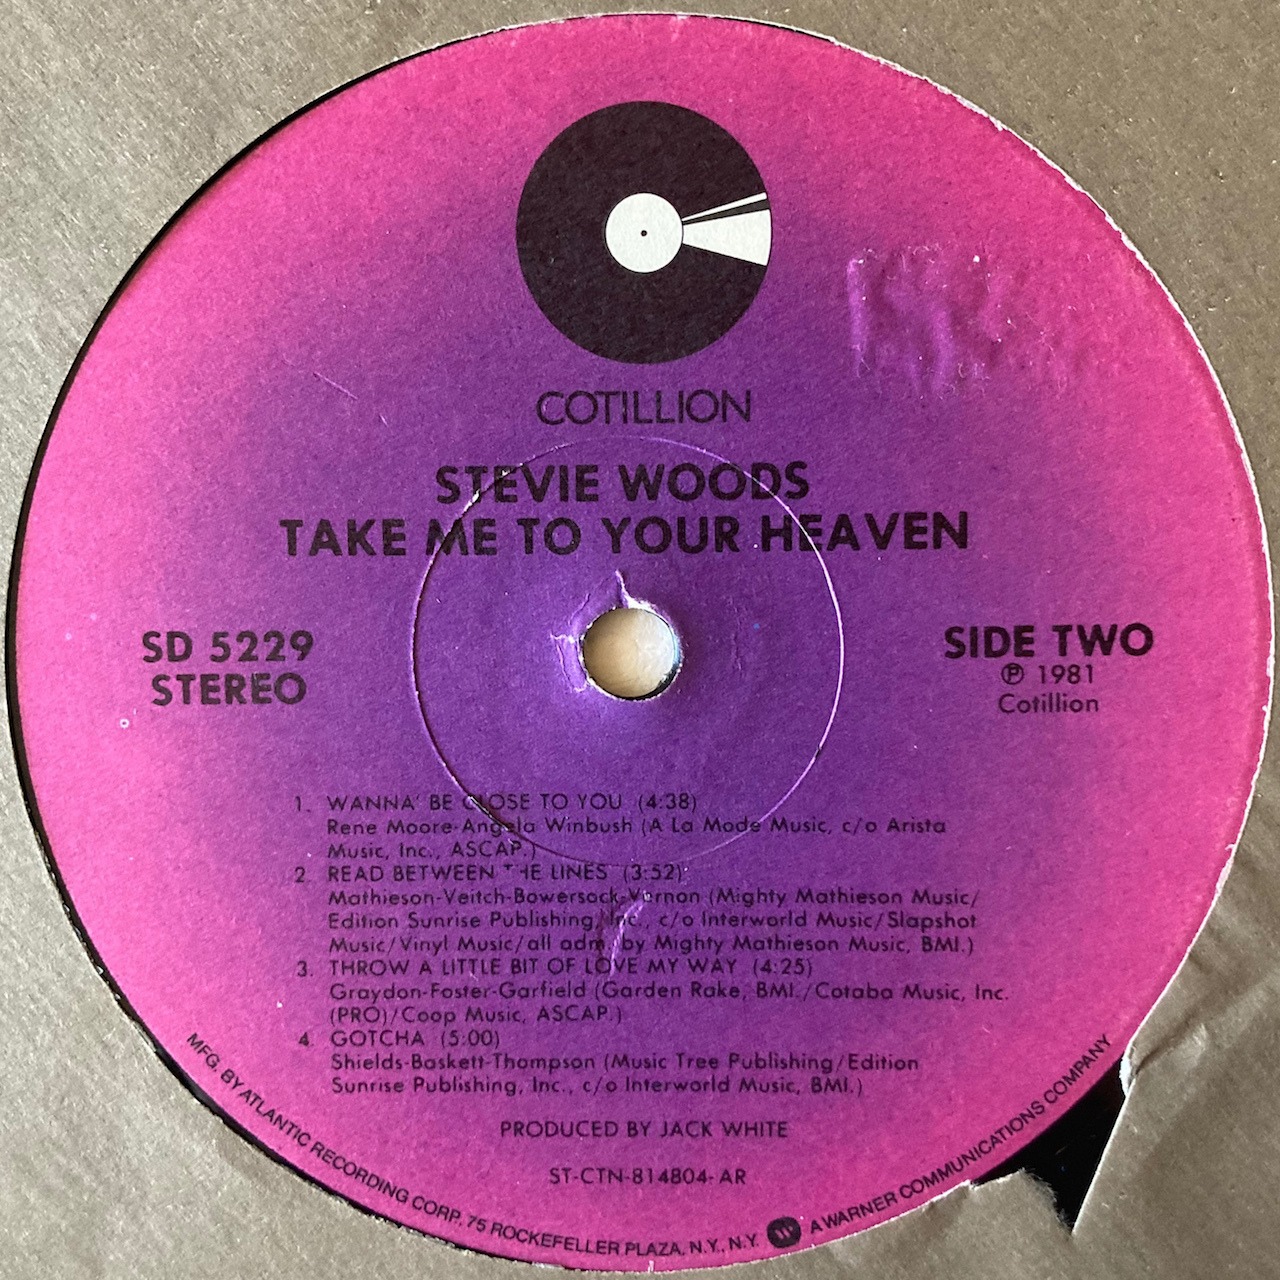 COTILLION
STEVIE WOODS
TAKE ME TO YOUR HEAVEN
SD 5229
STEREO
SIDE TWO
℗ 1981
Cotillion
1. WANNA' BE CLOSE TO YOU (4:38)
Rene Moore-Angela Winbush (A La Mode Music, c/o Arista
Music, Inc., ASCAP.)
2. READ BETWEEN THE LINES (3:52)
Mathieson-Veitch-Bowersock-Vernon (Mighty Mathieson Music/
Edition Sunrise Publishing, Inc., c/o Interworld Music/Slapshot
Music/Vinyl Music/all adm. by Mighty Mathieson Music, BMI.)
3. THROW A LITTLE BIT OF LOVE MY WAY (4:25)
Graydon-Foster-Garfield (Garden Rake, BMI./Cotaba Music, Inc.
(PRO)/Coop Music, ASCAP.)
4. GOTCHA (5:00)
Shields-Baskett-Thompson (Music Tree Publishing/Edition
Sunrise Publishing, Inc., c/o Interworld Music, BMI.)
PRODUCED BY JACK WHITE
ST-CTN-814804-AR
MFG. BY ATLANTIC RECORDING CORP. 75 ROCKEFELLER PLAZA, N.Y., N.Y. A WARNER COMMUNICATIONS COMPANY